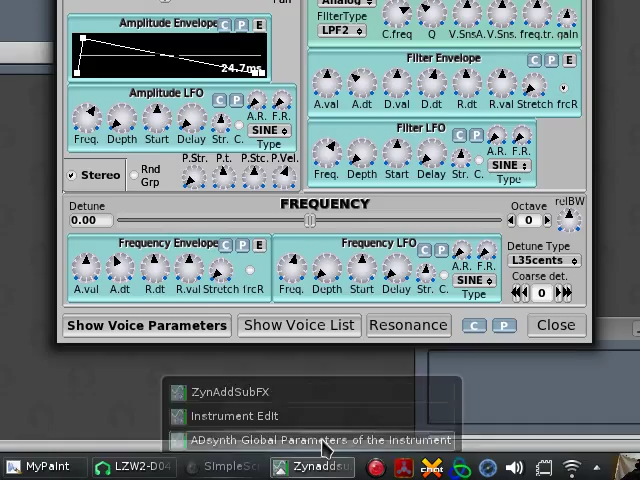 Pan
Analog
FilterType
LPF2
C.freq Q V.SnsA. V.Sns. freq.tr. gain
Amplitude Envelope C P E
24.7ms
Filter Envelope C P E
A.val A.dt D.val D.dt R.dt R.val Stretch frcR
Amplitude LFO C P
A.R. F.R.
SINE
Freq. Depth Start Delay Str. C. Type
Filter LFO C P
A.R. F.R.
SINE
Freq. Depth Start Delay Str. C. Type
Stereo Rnd Grp P.Str. P.t. P.Stc. P.Vel.
FREQUENCY
Detune
0.00
Octave
0
relBW
Frequency Envelope C P E
A.val A.dt R.dt R.val Stretch frcR
Frequency LFO C P
A.R. F.R.
SINE
Freq. Depth Start Delay Str. C. Type
Detune Type
L35cents
Coarse det.
0
Show Voice Parameters Show Voice List Resonance C P Close
ZynAddSubFX
Instrument Edit
ADsynth Global Parameters of the Instrument
MyPaint LZW2-D04 SimpleSc Zynadds
chat